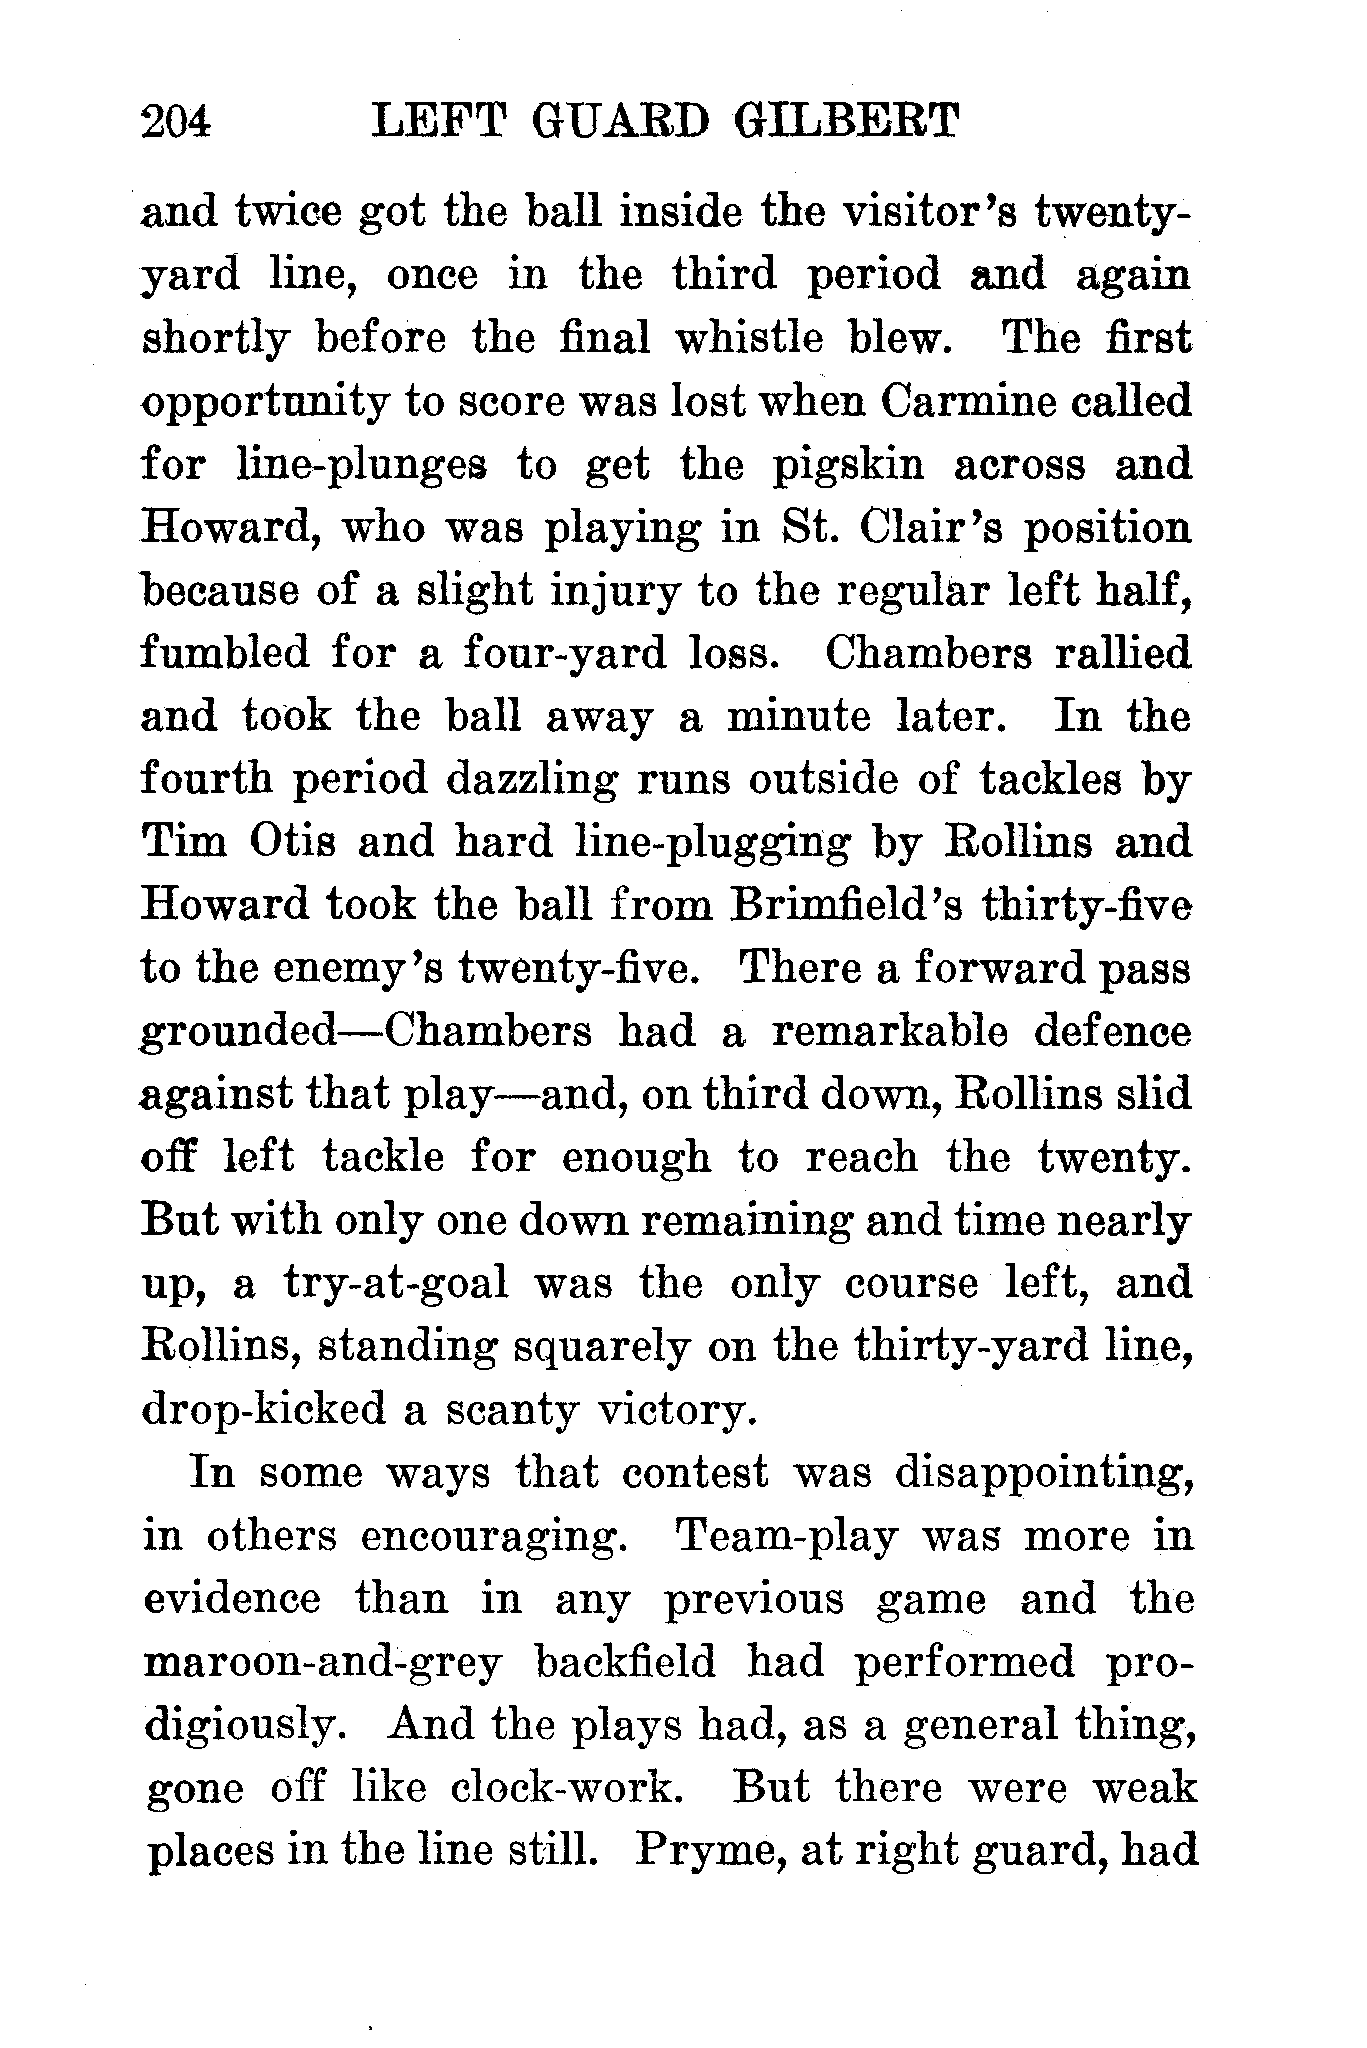 204 LEFT GUARD GILBERT
and twice got the ball inside the visitor's twenty-
yard line, once in the third period and again
shortly before the final whistle blew. The first
opportunity to score was lost when Carmine called
for line-plunges to get the pigskin across and
Howard, who was playing in St. Clair's position
because of a slight injury to the regular left half,
fumbled for a four-yard loss. Chambers rallied
and took the ball away a minute later. In the
fourth period dazzling runs outside of tackles by
Tim Otis and hard line-plugging by Rollins and
Howard took the ball from Brimfield's thirty-five
to the enemy's twenty-five. There a forward pass
grounded—Chambers had a remarkable defence
against that play—and, on third down, Rollins slid
off left tackle for enough to reach the twenty.
But with only one down remaining and time nearly
up, a try-at-goal was the only course left, and
Rollins, standing squarely on the thirty-yard line,
drop-kicked a scanty victory.
In some ways that contest was disappointing,
in others encouraging. Team-play was more in
evidence than in any previous game and the
maroon-and-grey backfield had performed pro-
digiously. And the plays had, as a general thing,
gone off like clock-work. But there were weak
places in the line still. Pryme, at right guard, had